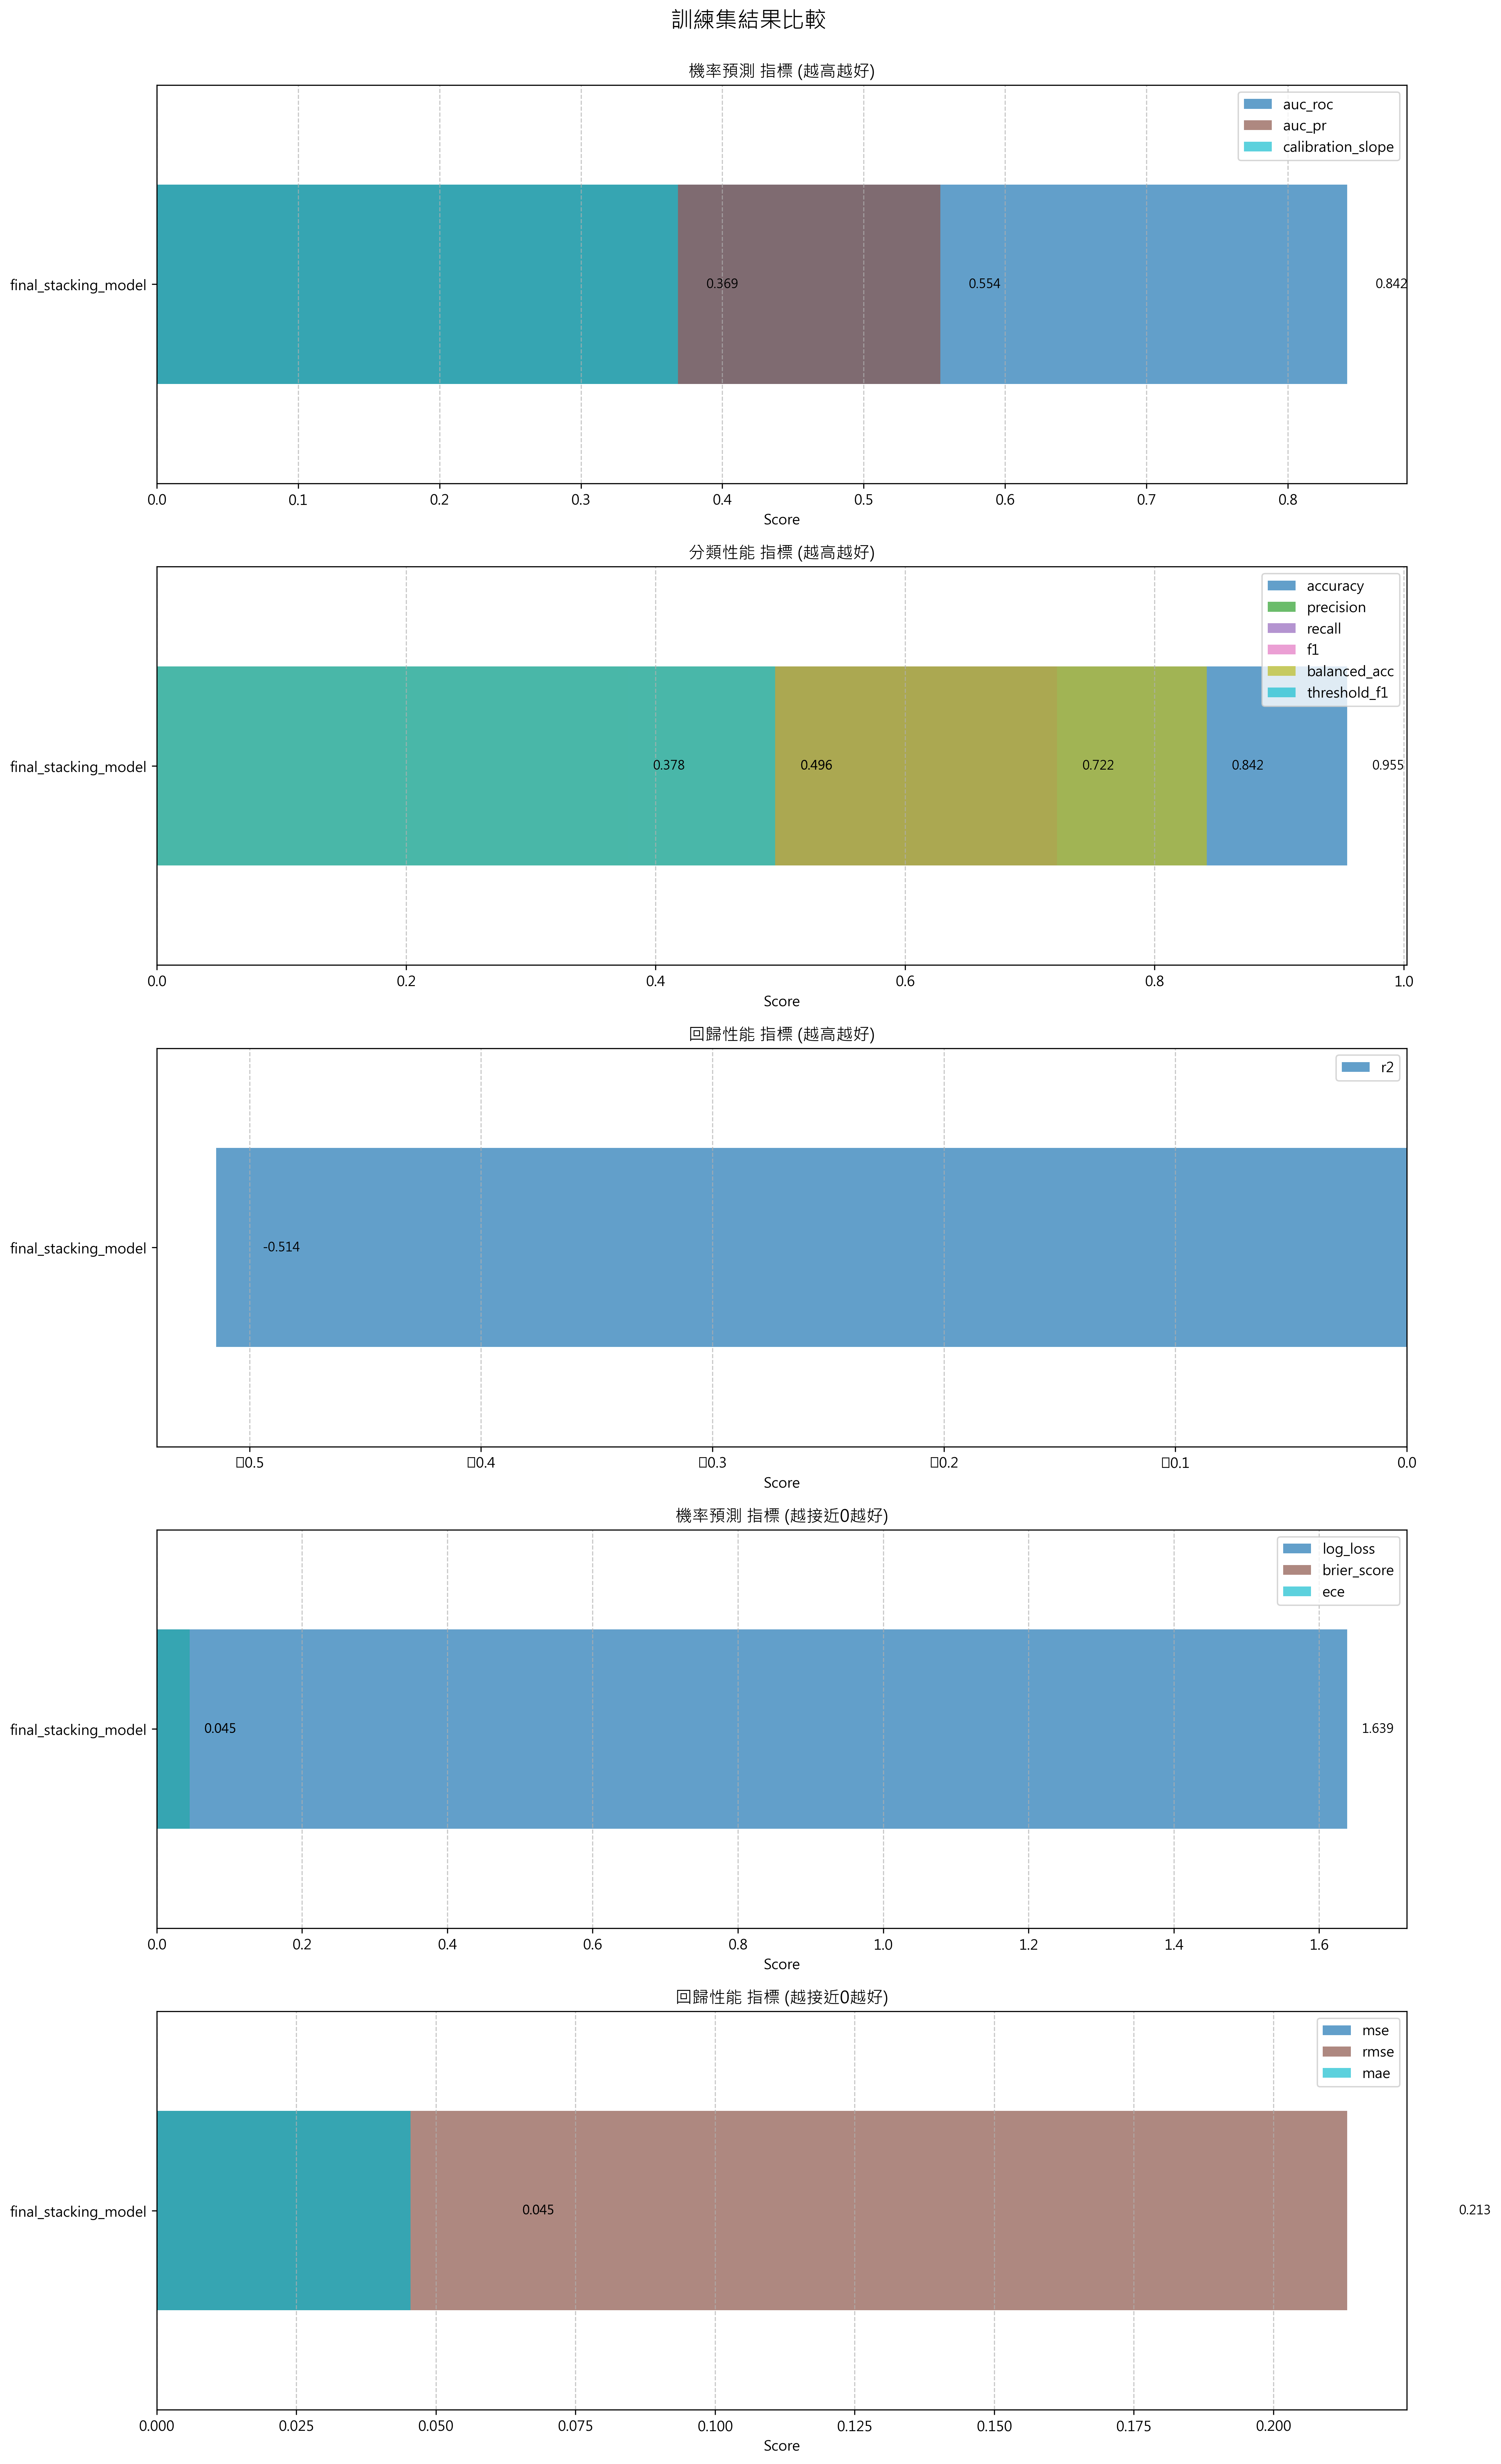 訓練集結果比較
機率預測 指標 (越高越好)
auc_roc
auc_pr
calibration_slope
final_stacking_model
0.369
0.554
0.842
0.0 0.1 0.2 0.3 0.4 0.5 0.6 0.7 0.8
Score
分類性能 指標 (越高越好)
accuracy
precision
recall
f1
balanced_acc
threshold_f1
final_stacking_model
0.378
0.496
0.722
0.842
0.955
0.0 0.2 0.4 0.6 0.8 1.0
Score
回歸性能 指標 (越高越好)
r2
final_stacking_model
-0.514
▯0.5 ▯0.4 ▯0.3 ▯0.2 ▯0.1 0.0
Score
機率預測 指標 (越接近0越好)
log_loss
brier_score
ece
final_stacking_model
0.045
1.639
0.0 0.2 0.4 0.6 0.8 1.0 1.2 1.4 1.6
Score
回歸性能 指標 (越接近0越好)
mse
rmse
mae
final_stacking_model
0.045
0.213
0.000 0.025 0.050 0.075 0.100 0.125 0.150 0.175 0.200
Score